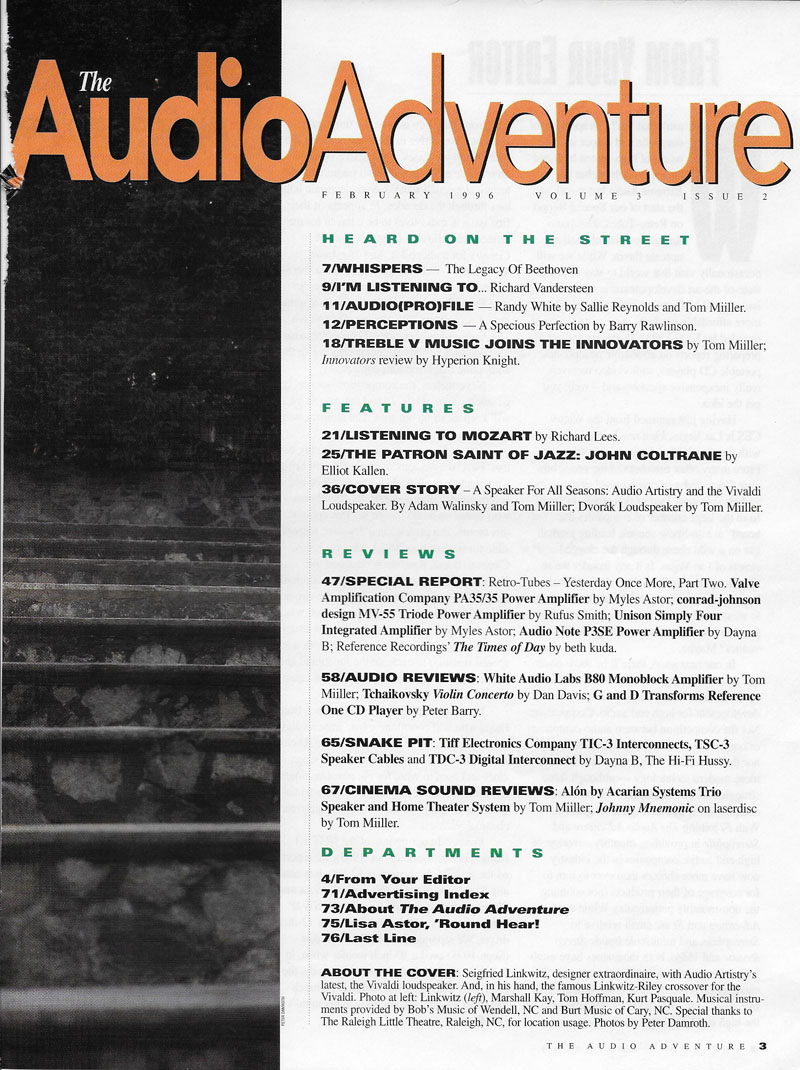 The
AudioAdventure
FEBRUARY 1996 VOLUME 3 ISSUE 2
HEARD ON THE STREET
7/WHISPERS — The Legacy Of Beethoven
9/I'M LISTENING TO... Richard Vandersteen
11/AUDIO(PRO)FILE — Randy White by Sallie Reynolds and Tom Miiller.
12/PERCEPTIONS — A Specious Perfection by Barry Rawlinson.
18/TREBLE V MUSIC JOINS THE INNOVATORS by Tom Miiller;
Innovators review by Hyperion Knight.
FEATURES
21/LISTENING TO MOZART by Richard Lees.
25/THE PATRON SAINT OF JAZZ: JOHN COLTRANE by
Elliot Kallen.
36/COVER STORY – A Speaker For All Seasons: Audio Artistry and the Vivaldi
Loudspeaker. By Adam Walinsky and Tom Miiller; Dvorák Loudspeaker by Tom Miiller.
REVIEWS
47/SPECIAL REPORT: Retro-Tubes – Yesterday Once More, Part Two. Valve
Amplification Company PA35/35 Power Amplifier by Myles Astor; conrad-johnson
design MV-55 Triode Power Amplifier by Rufus Smith; Unison Simply Four
Integrated Amplifier by Myles Astor; Audio Note P3SE Power Amplifier by Dayna
B; Reference Recordings' The Times of Day by beth kuda.
58/AUDIO REVIEWS: White Audio Labs B80 Monoblock Amplifier by Tom
Miiller; Tchaikovsky Violin Concerto by Dan Davis; G and D Transforms Reference
One CD Player by Peter Barry.
65/SNAKE PIT: Tiff Electronics Company TIC-3 Interconnects, TSC-3
Speaker Cables and TDC-3 Digital Interconnect by Dayna B, The Hi-Fi Hussy.
67/CINEMA SOUND REVIEWS: Alón by Acarian Systems Trio
Speaker and Home Theater System by Tom Miiller; Johnny Mnemonic on laserdisc
by Tom Miiller.
DEPARTMENTS
4/From Your Editor
71/Advertising Index
73/About The Audio Adventure
75/Lisa Astor, 'Round Hear!
76/Last Line
ABOUT THE COVER: Seigfried Linkwitz, designer extraordinaire, with Audio Artistry's
latest, the Vivaldi loudspeaker. And, in his hand, the famous Linkwitz-Riley crossover for the
Vivaldi. Photo at left: Linkwitz (left), Marshall Kay, Tom Hoffman, Kurt Pasquale. Musical instru-
ments provided by Bob's Music of Wendell, NC and Burt Music of Cary, NC. Special thanks to
The Raleigh Little Theatre, Raleigh, NC, for location usage. Photos by Peter Damroth.
PETER DAMROTH
THE AUDIO ADVENTURE 3